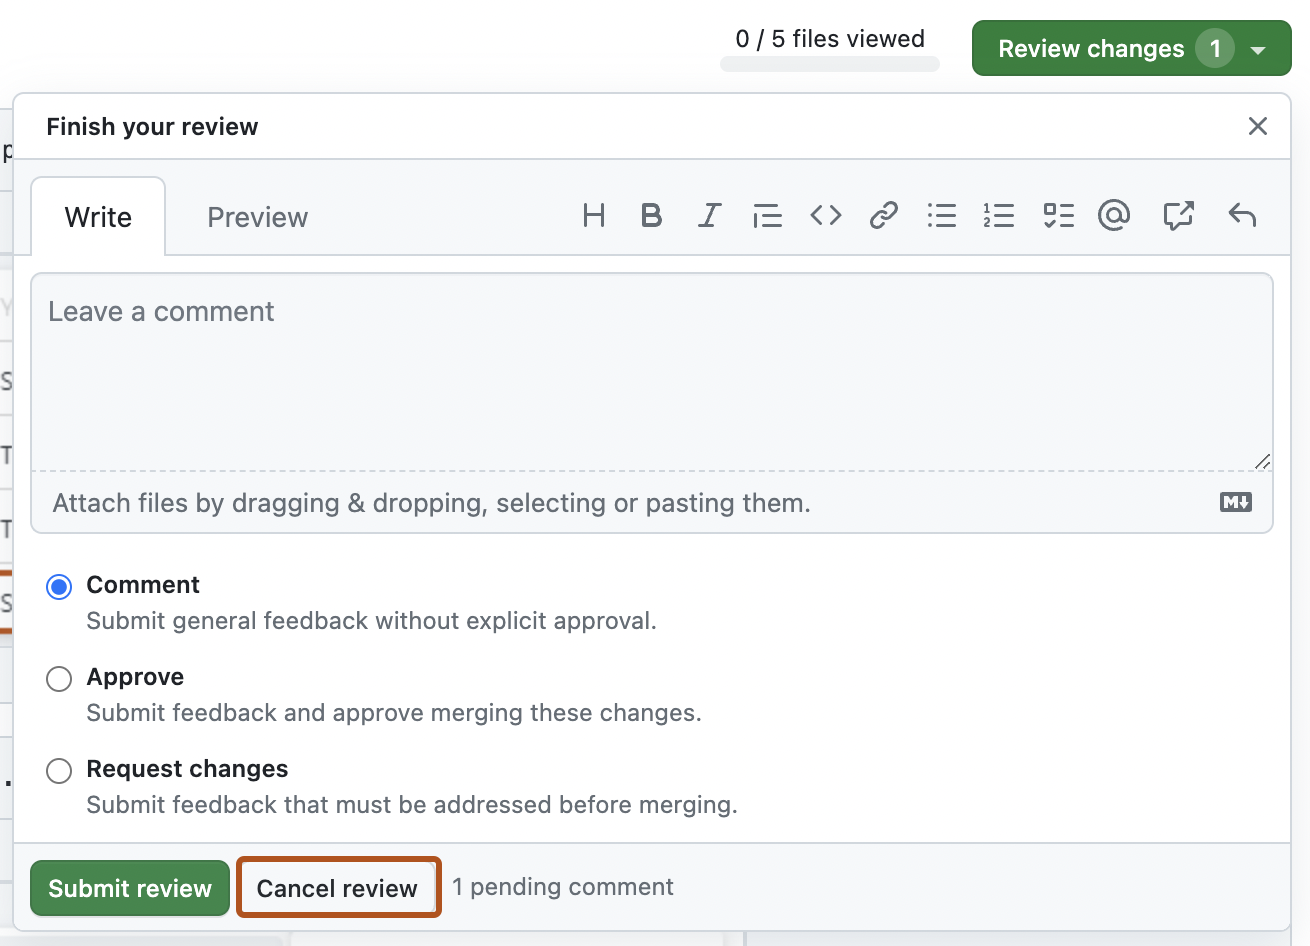 0 / 5 files viewed
Review changes 1
Finish your review
Write Preview
Leave a comment
Attach files by dragging & dropping, selecting or pasting them.
Comment
Submit general feedback without explicit approval.
Approve
Submit feedback and approve merging these changes.
Request changes
Submit feedback that must be addressed before merging.
Submit review Cancel review 1 pending comment